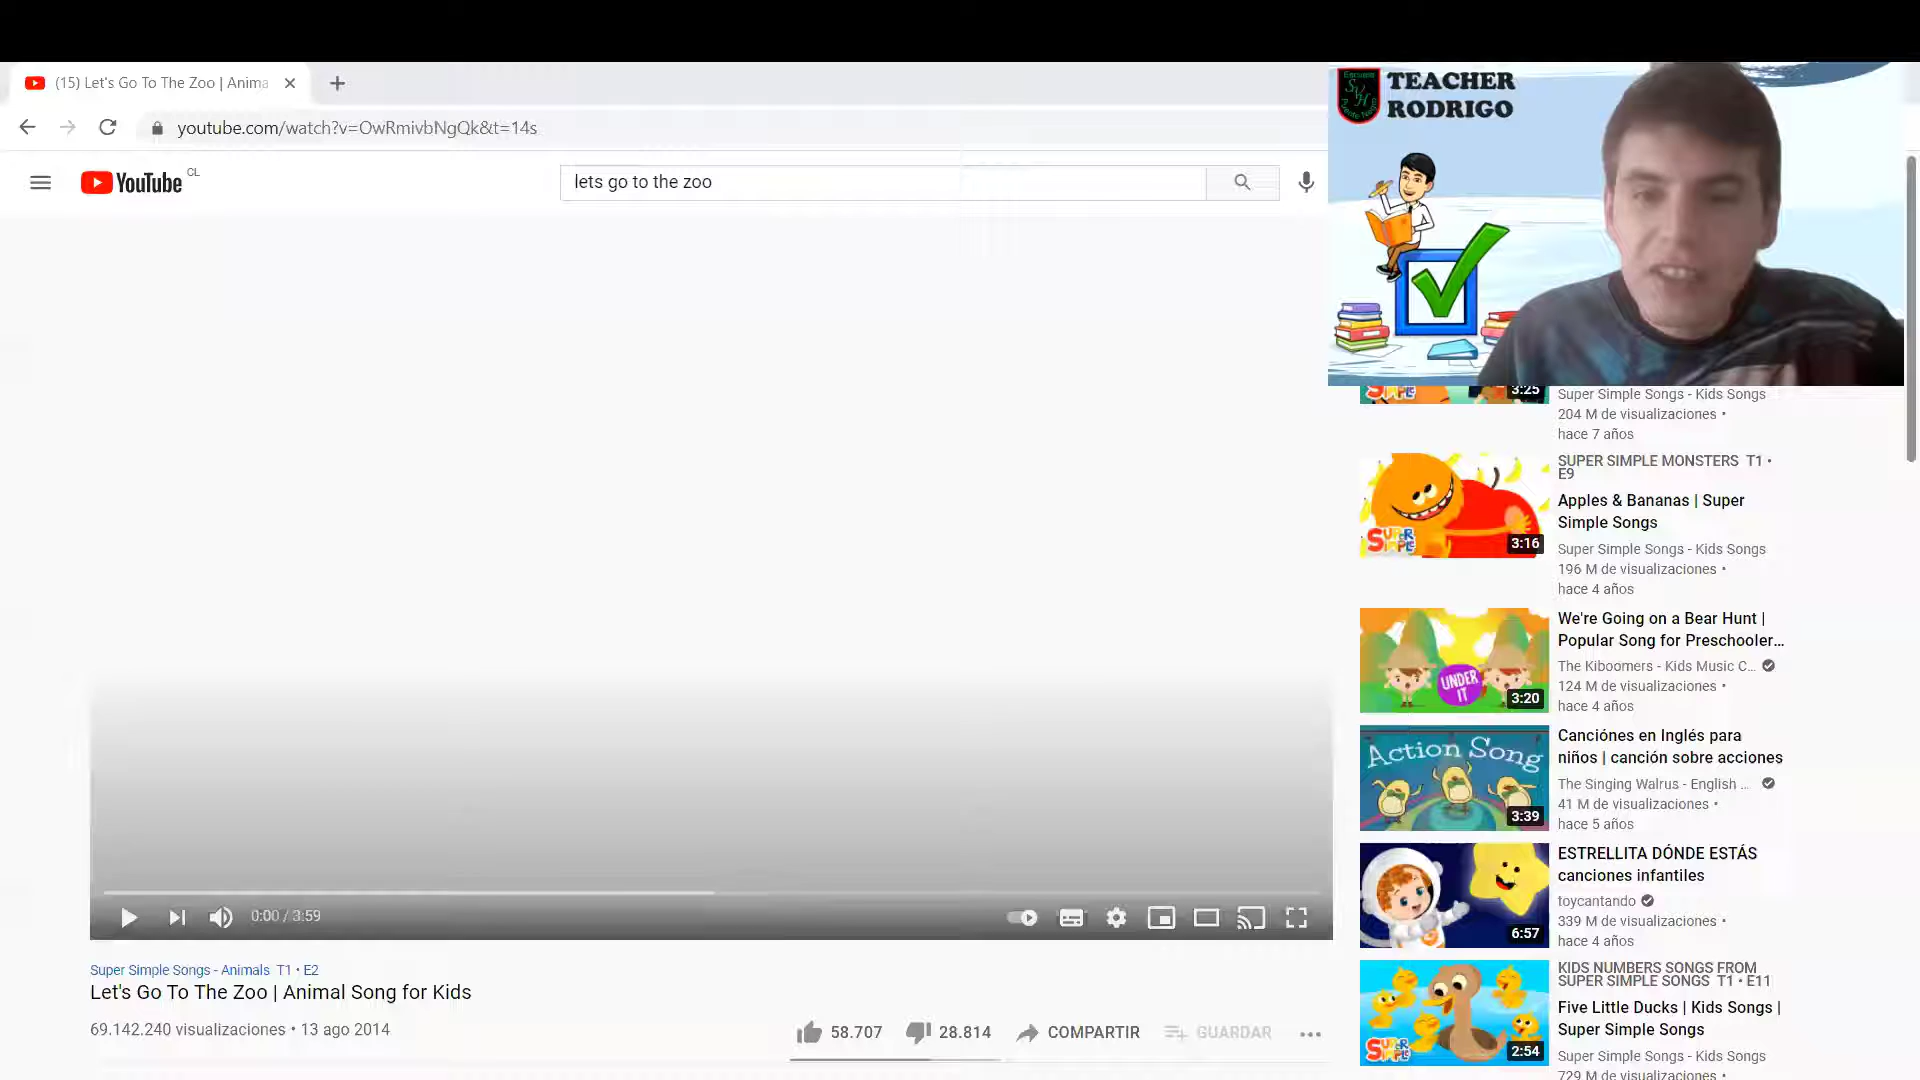 (15) Let's Go To The Zoo | Anima
youtube.com/watch?v=OwRmivbNgQk&t=14s
YouTube CL
lets go to the zoo
TEACHER
RODRIGO
3:25
Super Simple Songs - Kids Songs
204 M de visualizaciones •
hace 7 años
SUPER SIMPLE
3:16
SUPER SIMPLE MONSTERS T1 •
E9
Apples & Bananas | Super
Simple Songs
Super Simple Songs - Kids Songs
196 M de visualizaciones •
hace 4 años
UNDER
IT
3:20
We're Going on a Bear Hunt |
Popular Song for Preschooler...
The Kiboomers - Kids Music C...
124 M de visualizaciones •
hace 4 años
Action Song
3:39
Canciónes en Inglés para
niños | canción sobre acciones
The Singing Walrus - English ...
41 M de visualizaciones •
hace 5 años
6:57
ESTRELLITA DÓNDE ESTÁS
canciones infantiles
toycantando
339 M de visualizaciones •
hace 4 años
SUPER SIMPLE
2:54
KIDS NUMBERS SONGS FROM
SUPER SIMPLE SONGS T1 • E11
Five Little Ducks | Kids Songs |
Super Simple Songs
Super Simple Songs - Kids Songs
729 M de visualizaciones •
0:00 / 3:59
Super Simple Songs - Animals T1 • E2
Let's Go To The Zoo | Animal Song for Kids
69.142.240 visualizaciones • 13 ago 2014
58.707
28.814
COMPARTIR
GUARDAR